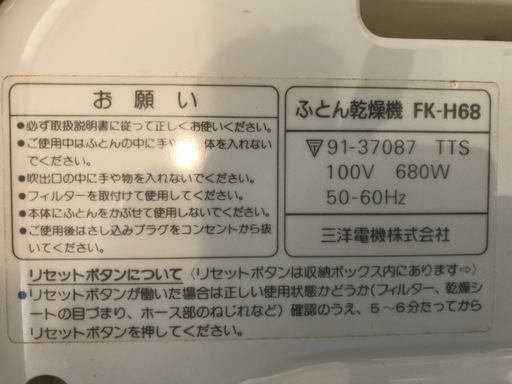 お願い
●必ず取扱説明書に従って正しくお使いください。
●ご使用中はふとんの中に手や 体を入れない
でください。
●吹出口の中に手や物を入れないでください。
●フィルターを取付けて使用してください。
●本体にふとんをかぶせて使用しないでください。
●ご使用後はさし込みプラグをコンセントから抜
いてください。
ふとん乾燥機 FK-H68
91-37087 TTS
100V 680W
50-60Hz
三洋電機株式会社
リセットボタンについて〈リセットボタンは収納ボックス内にあります⇨〉
●リセットボタンが働いた場合は正しい使用状態かどうか(フィルター、乾燥シ
ートの目づまり、ホース部のねじれなど)確認のうえ、5～6分たってから
リセットボタンを押してください。